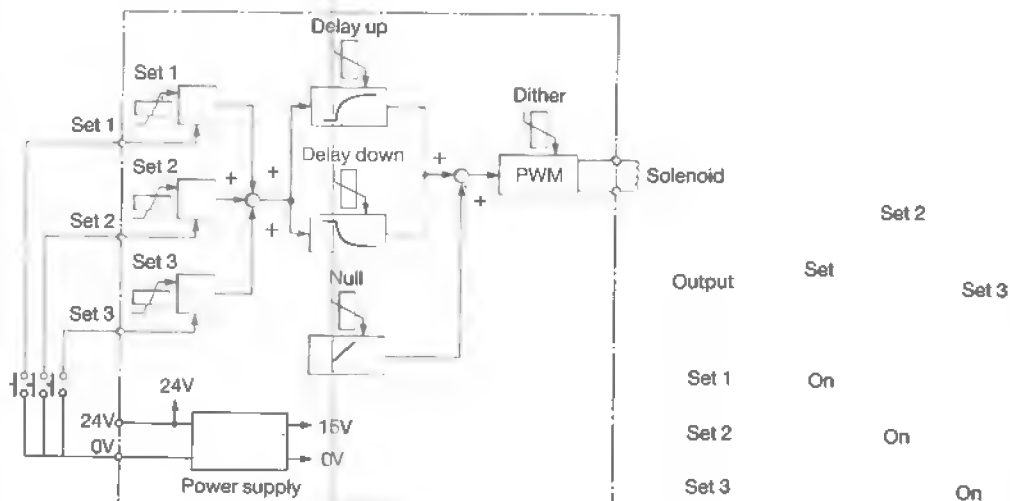 Delay up
Set 1
Set 1
Dither
Delay down
Set 2
+
+
+
PWM
Solenoid
Set 2
+
+
Set 2
Set 3
Null
Output
Set
Set 3
Set 3
24V
Set 1
On
24V
15V
0V
0V
Set 2
On
Power supply
Set 3
On